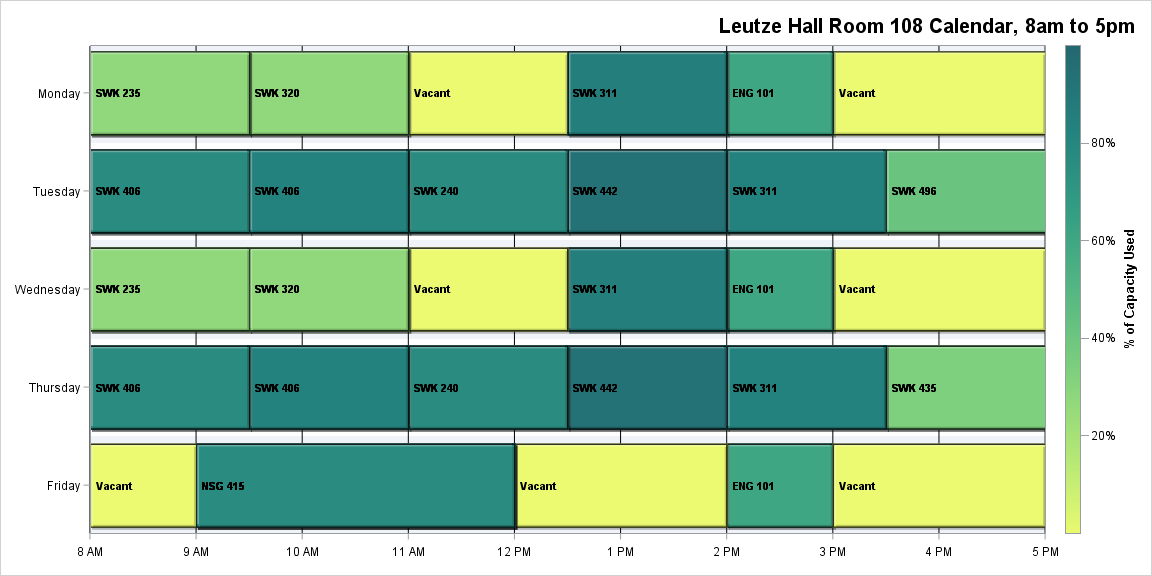 Leutze Hall Room 108 Calendar, 8am to 5pm
Monday
SWK 235
SWK 320
Vacant
SWK 311
ENG 101
Vacant
Tuesday
SWK 406
SWK 406
SWK 240
SWK 442
SWK 311
SWK 496
Wednesday
SWK 235
SWK 320
Vacant
SWK 311
ENG 101
Vacant
Thursday
SWK 406
SWK 406
SWK 240
SWK 442
SWK 311
SWK 435
Friday
Vacant
NSG 415
Vacant
ENG 101
Vacant
8 AM
9 AM
10 AM
11 AM
12 PM
1 PM
2 PM
3 PM
4 PM
5 PM
80%
60%
40%
20%
% of Capacity Used